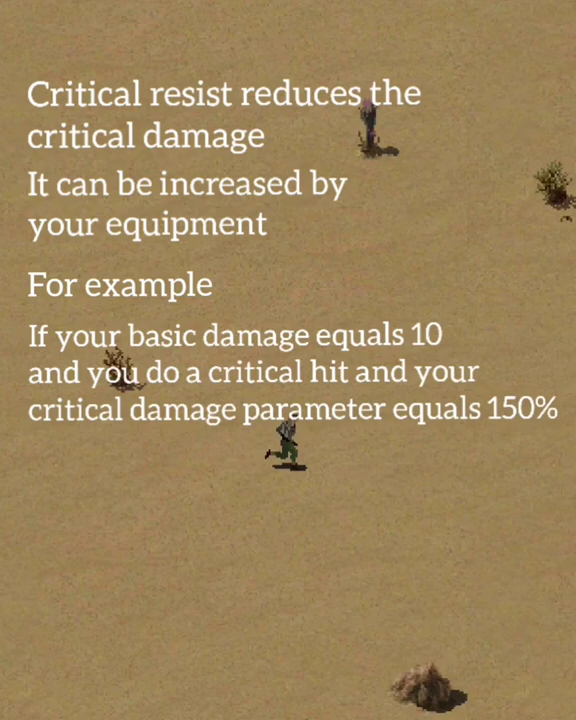 Critical resist reduces the
critical damage
It can be increased by
your equipment
For example
If your basic damage equals 10
and you do a critical hit and your
critical damage parameter equals 150%